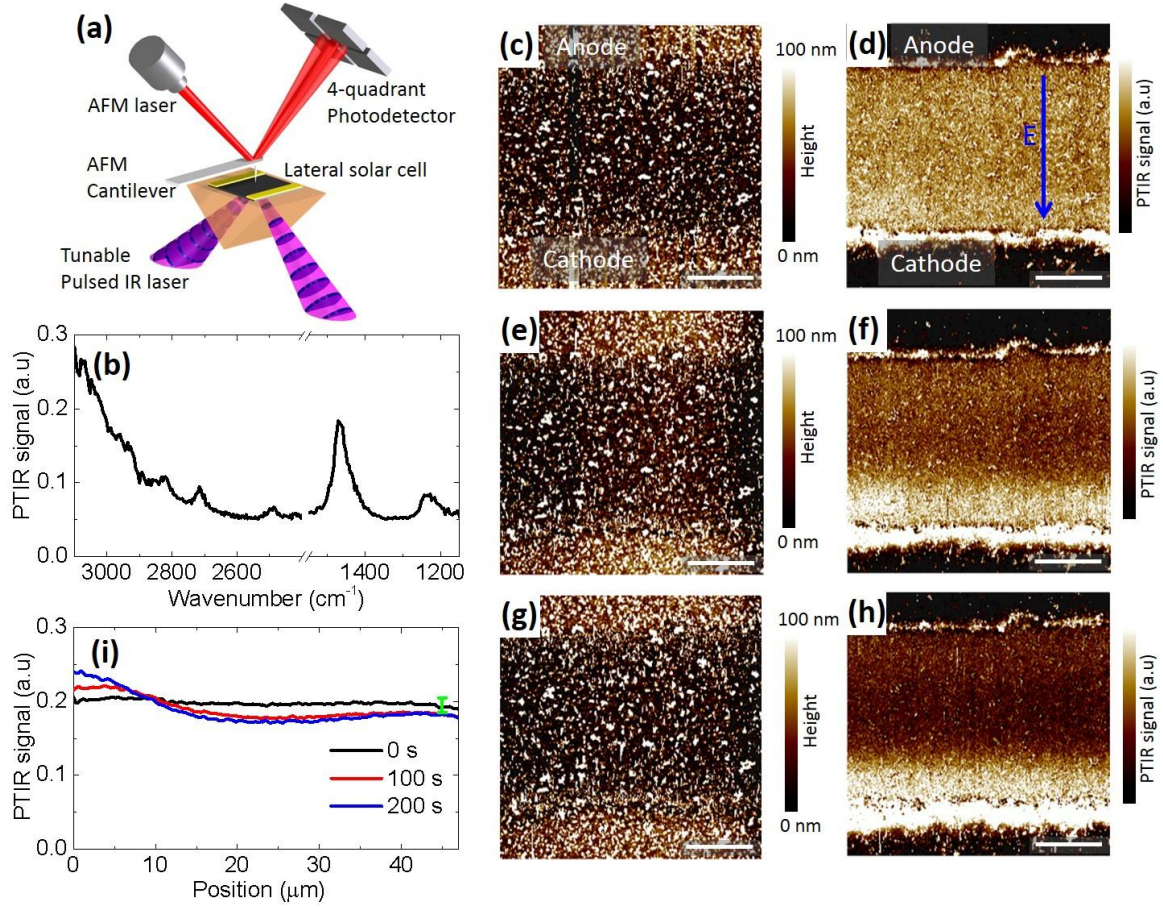 (a)
AFM laser
4-quadrant
Photodetector
AFM
Cantilever
Lateral solar cell
Tunable
Pulsed IR laser
(b)
PTIR signal (a.u)
0.3
0.2
0.1
0.0
3000 2800 2600 1400 1200
Wavenumber (cm⁻¹)
(i)
PTIR signal (a.u)
0.3
0.2
0.1
0.0
0 s
100 s
200 s
0 10 20 30 40
Position (μm)
(c)
Anode
Cathode
100 nm
Height
0 nm
(d)
Anode
E
Cathode
PTIR signal (a.u)
(e)
100 nm
Height
0 nm
(f)
PTIR signal (a.u)
(g)
100 nm
Height
0 nm
(h)
PTIR signal (a.u)